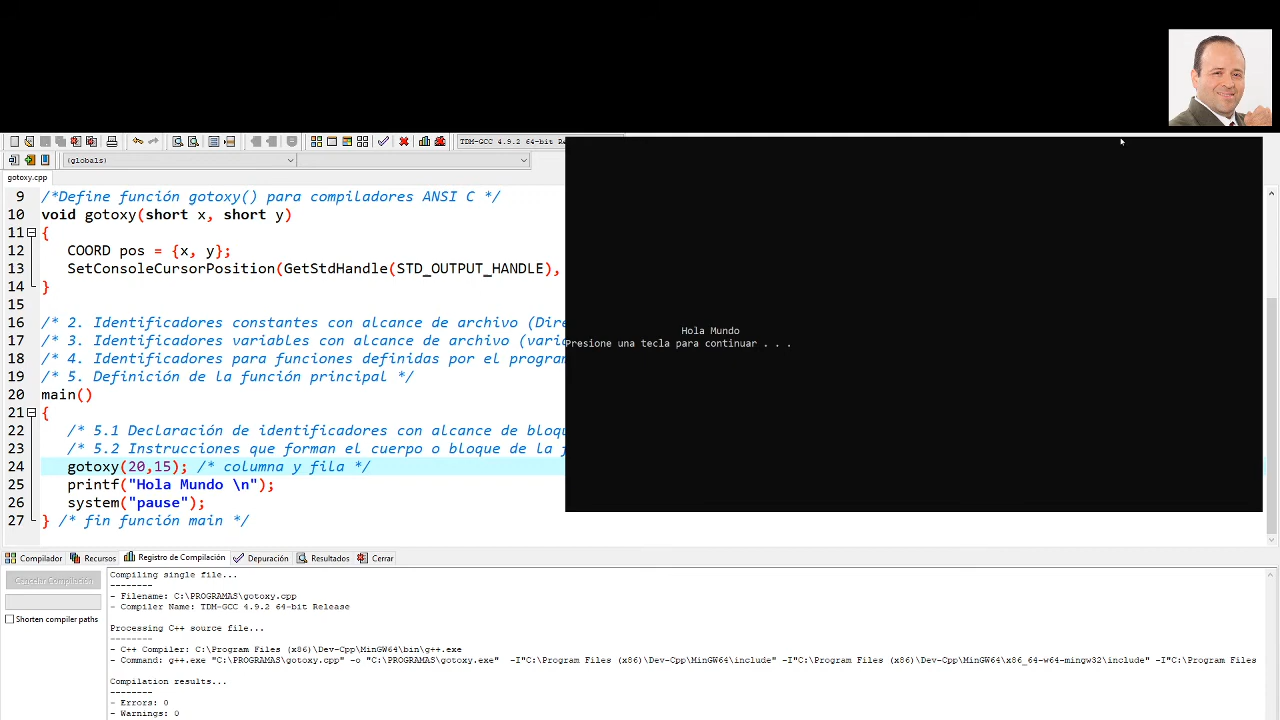 TDM-GCC 4.9.2 64-bit Re
(globals)
gotoxy.cpp
9 /*Define función gotoxy() para compiladores ANSI C */
10 void gotoxy(short x, short y)
11 {
12 COORD pos = {x, y};
13 SetConsoleCursorPosition(GetStdHandle(STD_OUTPUT_HANDLE),
14 }
15
16 /* 2. Identificadores constantes con alcance de archivo (Dire
17 /* 3. Identificadores variables con alcance de archivo (varia
18 /* 4. Identificadores para funciones definidas por el program
19 /* 5. Definición de la función principal */
20 main()
21 {
22 /* 5.1 Declaración de identificadores con alcance de bloqu
23 /* 5.2 Instrucciones que forman el cuerpo o bloque de la f
24 gotoxy(20,15); /* columna y fila */
25 printf("Hola Mundo \n");
26 system("pause");
27 } /* fin función main */
Hola Mundo
Presione una tecla para continuar . . .
Compilador Recursos Registro de Compilación Depuración Resultados Cerrar
Cancelar Compilación
Shorten compiler paths
Compiling single file...
--------
- Filename: C:\PROGRAMAS\gotoxy.cpp
- Compiler Name: TDM-GCC 4.9.2 64-bit Release
Processing C++ source file...
--------
- C++ Compiler: C:\Program Files (x86)\Dev-Cpp\MinGW64\bin\g++.exe
- Command: g++.exe "C:\PROGRAMAS\gotoxy.cpp" -o "C:\PROGRAMAS\gotoxy.exe" -I"C:\Program Files (x86)\Dev-Cpp\MinGW64\include" -I"C:\Program Files (x86)\Dev-Cpp\MinGW64\x86_64-w64-mingw32\include" -I"C:\Program Files
Compilation results...
--------
- Errors: 0
- Warnings: 0